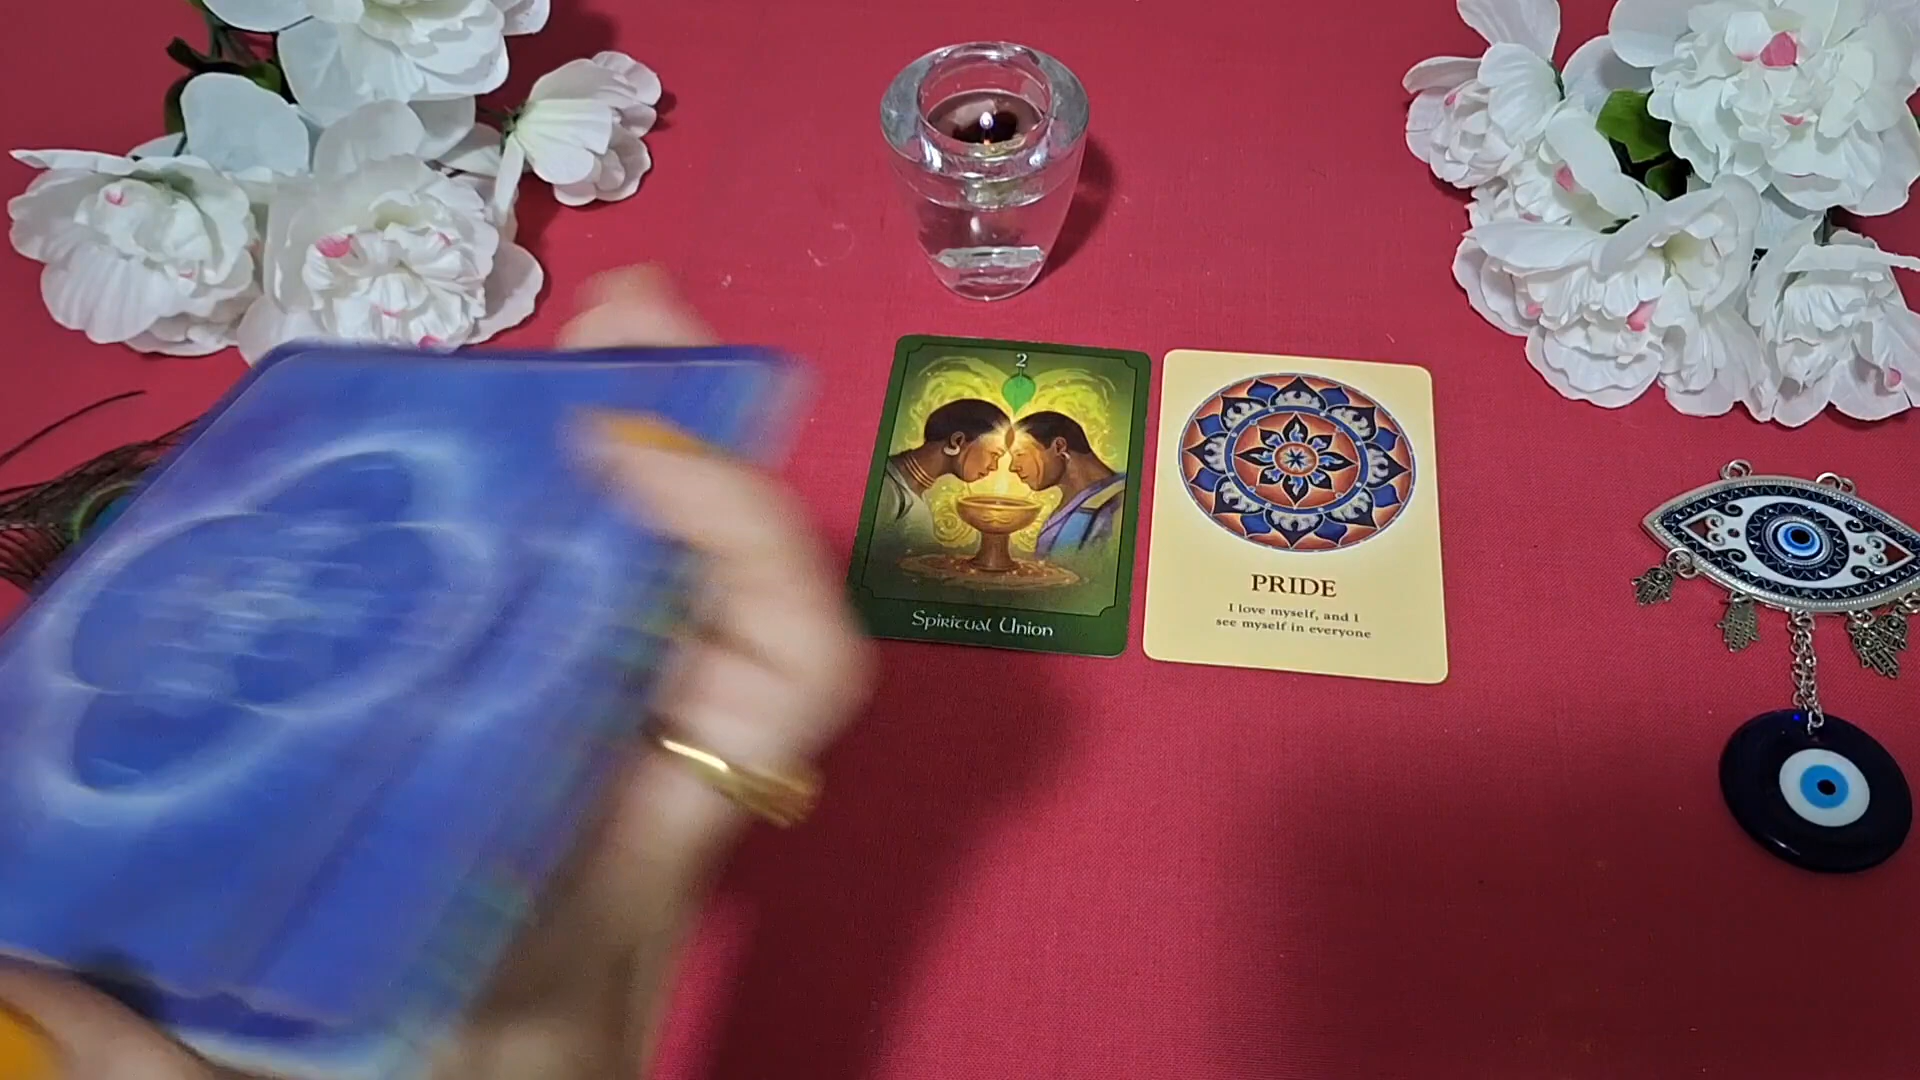 2
Spiritual Union
PRIDE
I love myself, and I
see myself in everyone